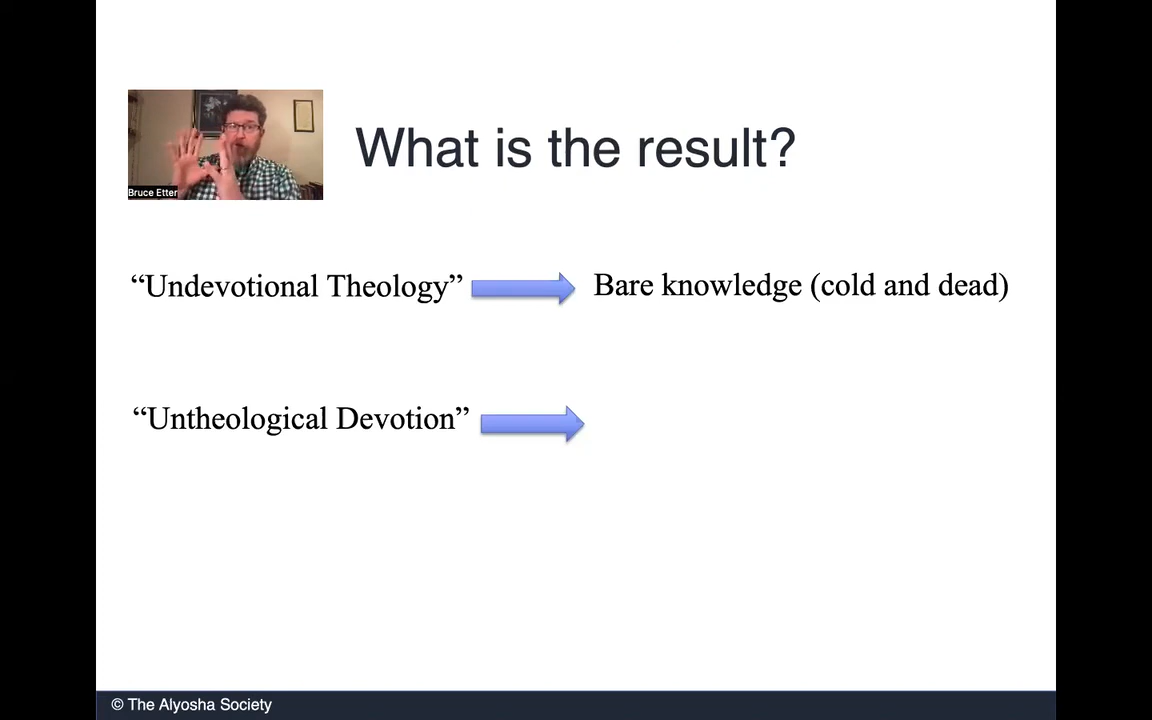 What is the result?
Bruce Etter
“Undevotional Theology” Bare knowledge (cold and dead)
“Untheological Devotion”
© The Alyosha Society